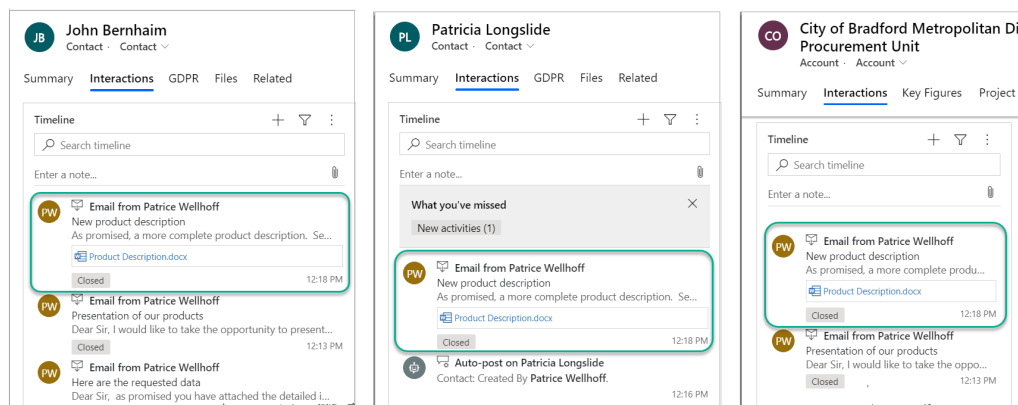 JB
John Bernhaim
Contact · Contact
Summary Interactions GDPR Files Related
Timeline
Search timeline
Enter a note...
PW
Email from Patrice Wellhoff
New product description
As promised, a more complete product description. Se...
Product Description.docx
Closed 12:18 PM
PW
Email from Patrice Wellhoff
Presentation of our products
Dear Sir, I would like to take the opportunity to present...
Closed 12:13 PM
PW
Email from Patrice Wellhoff
Here are the requested data
Dear Sir, as promised you have attached the detailed i...
PL
Patricia Longslide
Contact · Contact
Summary Interactions GDPR Files Related
Timeline
Search timeline
Enter a note...
What you've missed
New activities (1)
PW
Email from Patrice Wellhoff
New product description
As promised, a more complete product description. Se...
Product Description.docx
Closed 12:18 PM
Auto-post on Patricia Longslide
Contact: Created By Patrice Wellhoff.
12:16 PM
CO
City of Bradford Metropolitan Di
Procurement Unit
Account · Account
Summary Interactions Key Figures Project
Timeline
Search timeline
Enter a note...
PW
Email from Patrice Wellhoff
New product description
As promised, a more complete produ...
Product Description.docx
Closed 12:18 PM
PW
Email from Patrice Wellhoff
Presentation of our products
Dear Sir, I would like to take the oppo...
Closed 12:13 PM